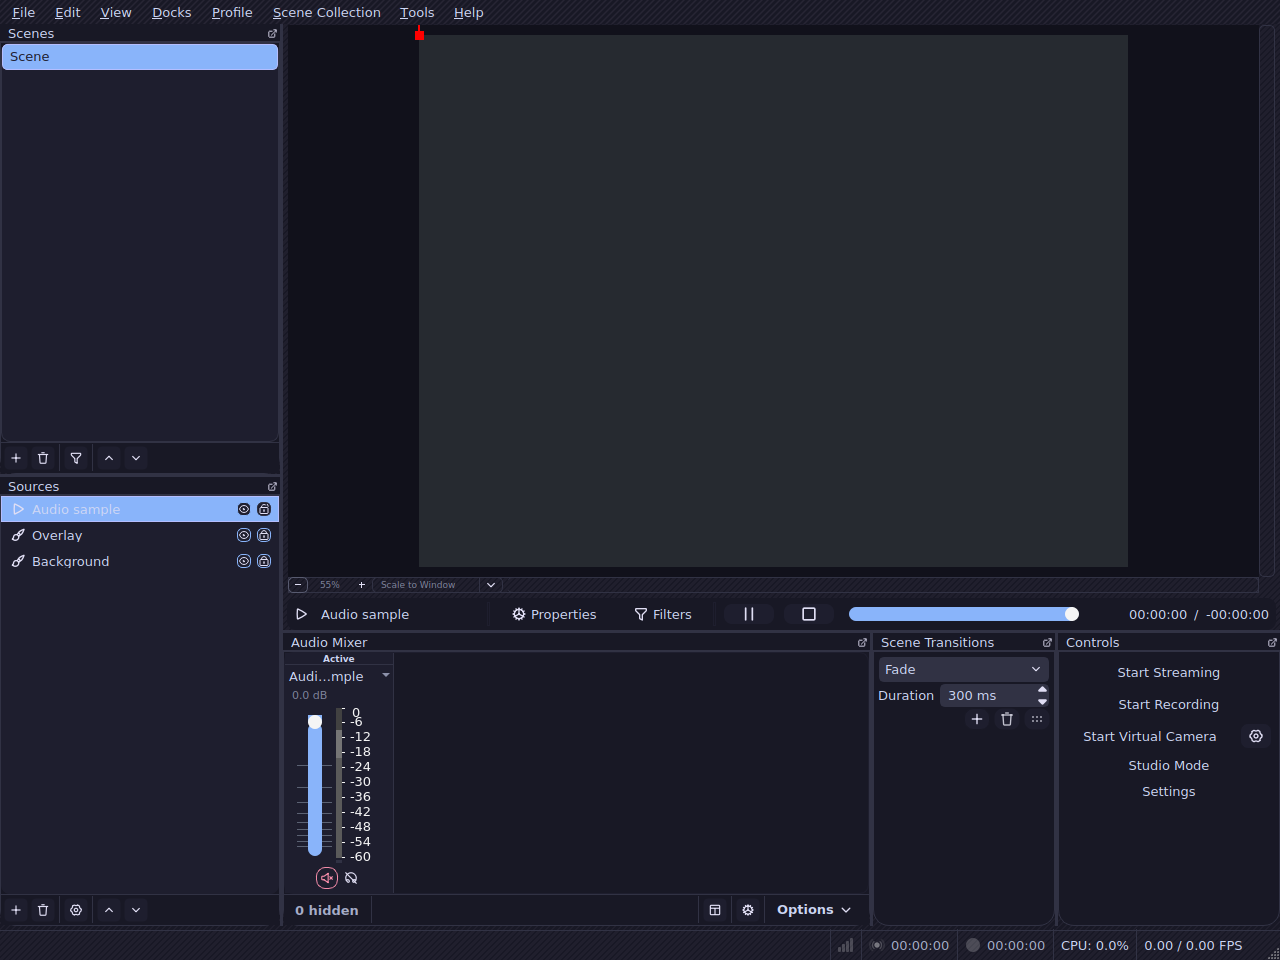 File Edit View Docks Profile Scene Collection Tools Help
Scenes
Scene
Sources
Audio sample
Overlay
Background
55% Scale to Window
Audio sample Properties Filters 00:00:00 / -00:00:00
Audio Mixer
Active
Audi...mple
0.0 dB
0
-6
-12
-18
-24
-30
-36
-42
-48
-54
-60
0 hidden Options
Scene Transitions
Fade
Duration 300 ms
Controls
Start Streaming
Start Recording
Start Virtual Camera
Studio Mode
Settings
00:00:00 00:00:00 CPU: 0.0% 0.00 / 0.00 FPS